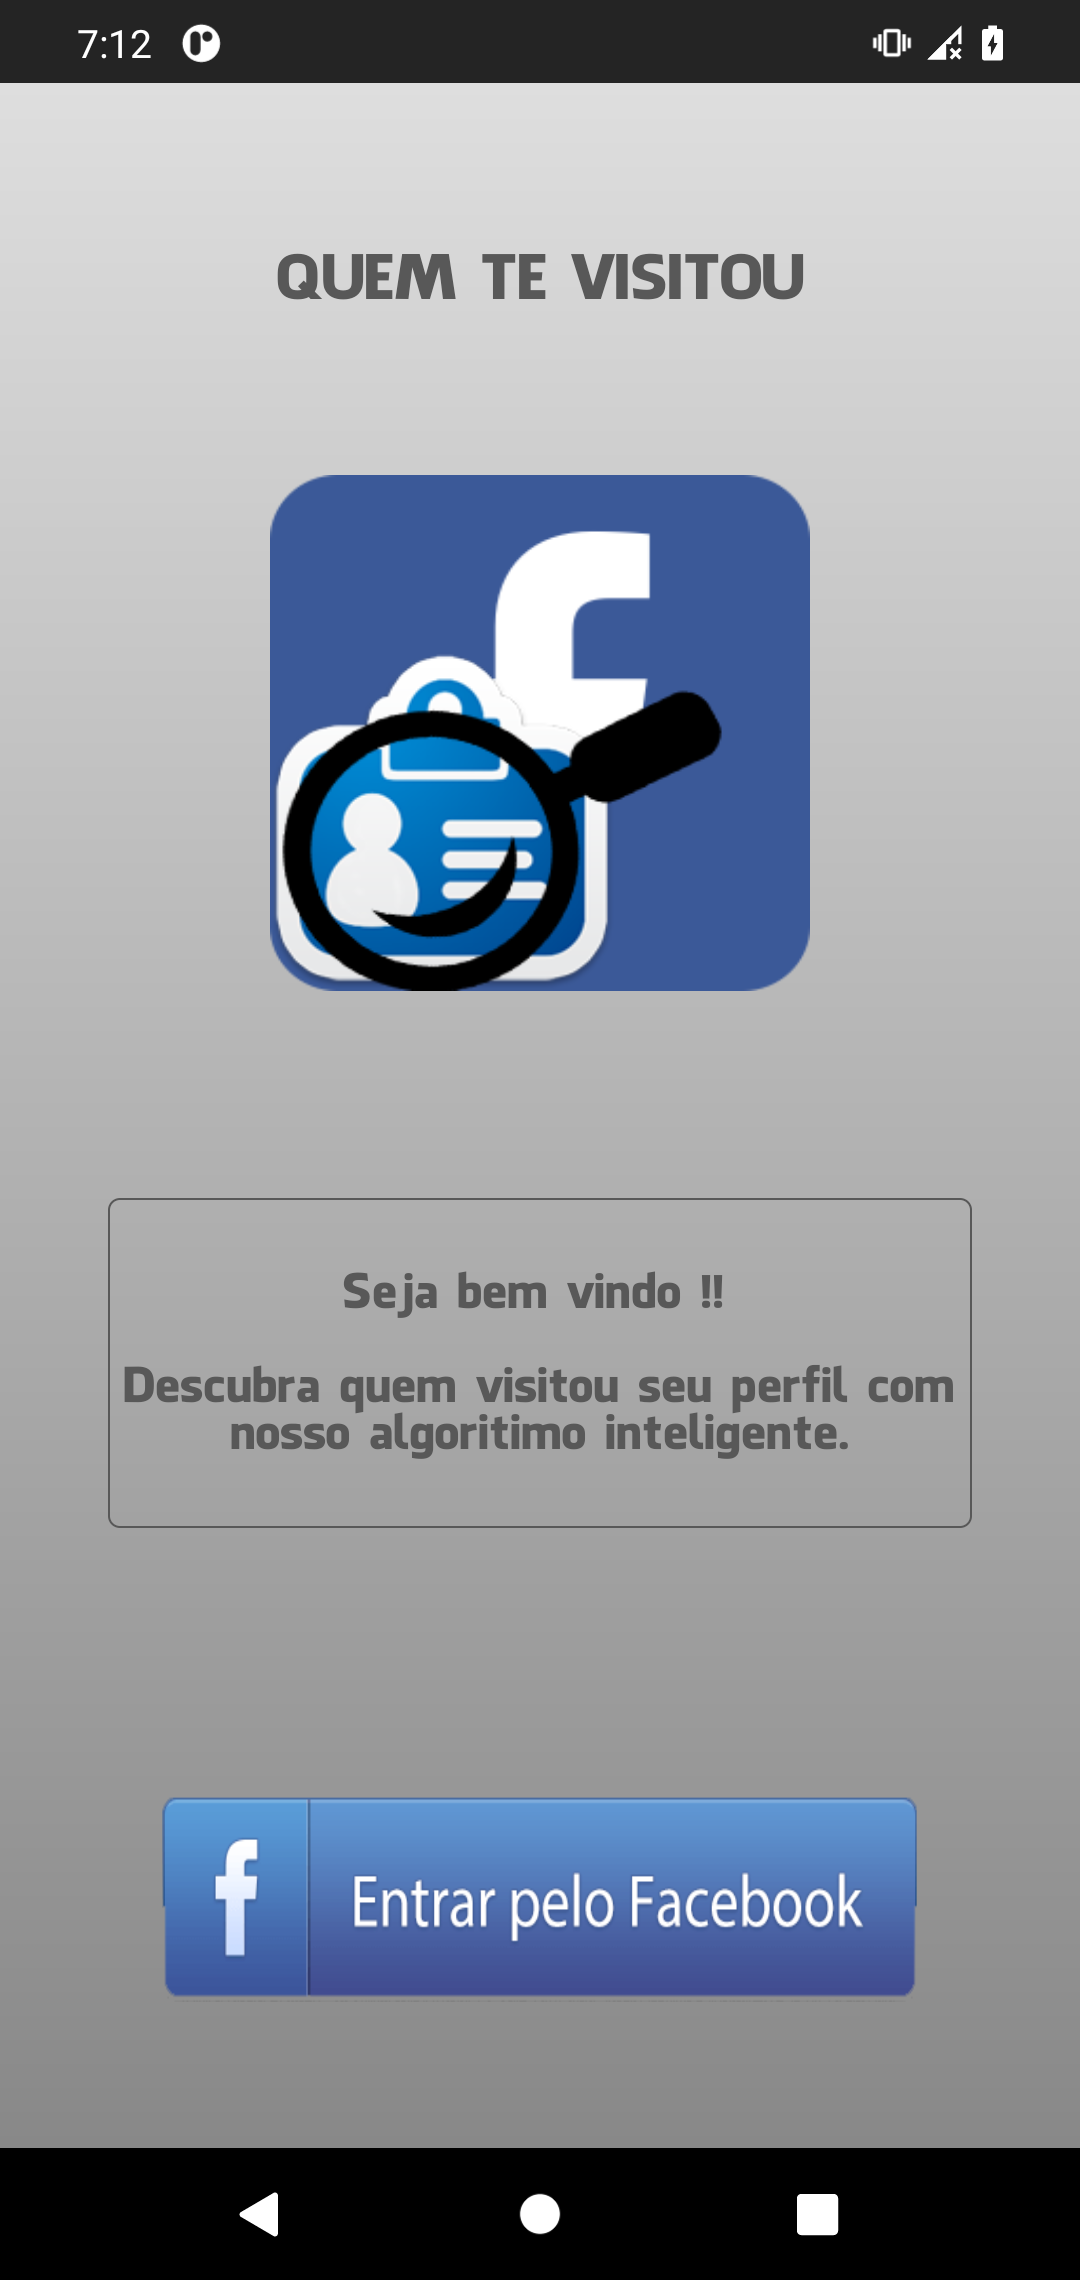 7:12
QUEM TE VISITOU
Seja bem vindo !!
Descubra quem visitou seu perfil com
nosso algoritimo inteligente.
f Entrar pelo Facebook